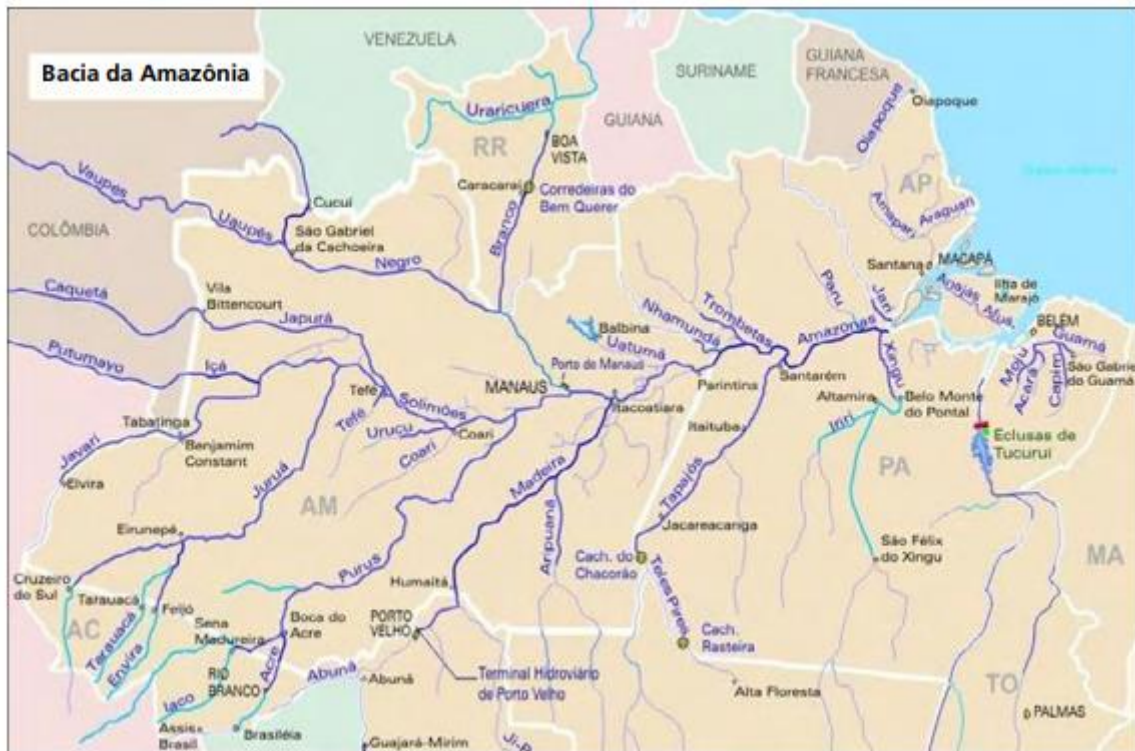 Bacia da Amazônia
VENEZUELA
SURINAME
GUIANA
FRANCESA
GUIANA
COLÔMBIA
Oiapoque
Oiapoque
Uraricuera
RR
BOA
VISTA
Caracaraí
Corredeiras do
Bem Querer
Branco
AP
Amapari
Araguari
Vaupes
Uaupés
Cucuí
São Gabriel
da Cachoeira
Negro
Santana
MACAPÁ
Ilha de
Marajó
Anajás
Afuá
BELÉM
Guamá
São Gabriel
do Guamá
Moju
Acará
Capim
Caquetá
Vila
Bittencourt
Japurá
Putumayo
Içá
Balbina
Uatumã
Nhamundá
Trombetas
Paru
Jari
Amazonas
Xingu
Porto de Manaus
MANAUS
Itacoatiara
Parintins
Santarém
Altamira
Belo Monte
do Pontal
Tefé
Tefé
Solimões
Urucu
Coari
Coari
Tabatinga
Benjamim
Constant
Javari
Elvira
Juruá
AM
Madeira
Itaituba
Iriri
PA
Eclusas de
Tucuruí
Eirunepé
Purus
Aripuanã
Tapajós
Jacareacanga
São Félix
do Xingu
MA
Cach. do
Chacorão
Teles Pires
Cach.
Rasteira
Cruzeiro
do Sul
Tarauacá
Feijó
Humaitá
AC
Tarauacá
Envira
Sena
Madureira
Boca do
Acre
PORTO
VELHO
RIO
BRANCO
Acre
Iaco
Abunã
Abunã
Terminal Hidroviário
de Porto Velho
Alta Floresta
TO
PALMAS
Assis
Brasil
Brasiléia
Guajará-Mirim